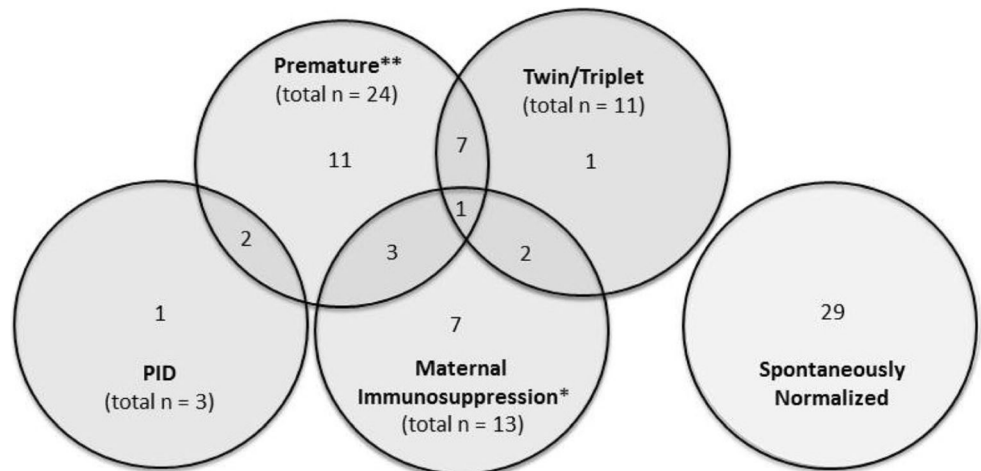 Premature**
(total n = 24)
11
7
Twin/Triplet
(total n = 11)
1
1
2
3
2
1
PID
(total n = 3)
7
Maternal
Immunosuppression*
(total n = 13)
29
Spontaneously
Normalized